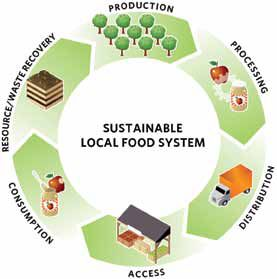 PRODUCTION
PROCESSING
DISTRIBUTION
ACCESS
CONSUMPTION
RESOURCE/WASTE RECOVERY
SUSTAINABLE
LOCAL FOOD SYSTEM